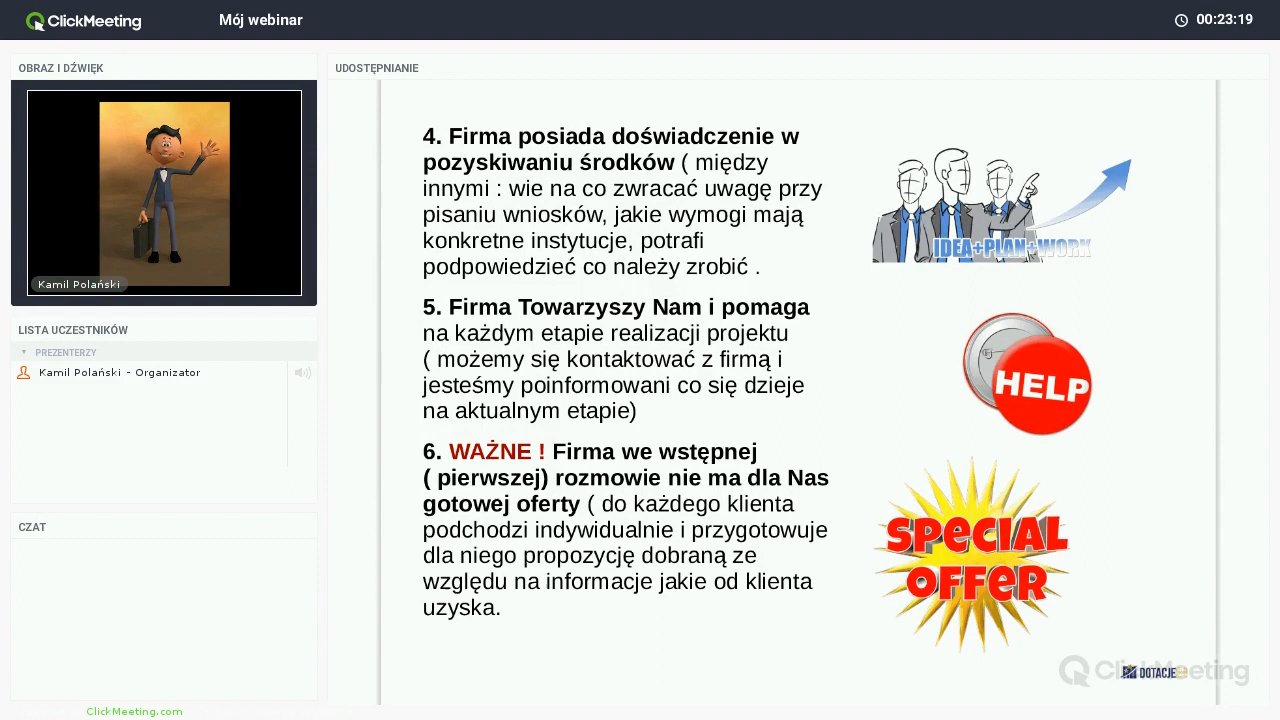 ClickMeeting
Mój webinar
00:23:19
OBRAZ I DŹWIĘK
Kamil Polański
LISTA UCZESTNIKÓW
PREZENTERZY
Kamil Polański - Organizator
CZAT
ClickMeeting.com
UDOSTĘPNIANIE
4. Firma posiada doświadczenie w
pozyskiwaniu środków ( między
innymi : wie na co zwracać uwagę przy
pisaniu wniosków, jakie wymogi mają
konkretne instytucje, potrafi
podpowiedzieć co należy zrobić .
5. Firma Towarzyszy Nam i pomaga
na każdym etapie realizacji projektu
( możemy się kontaktować z firmą i
jesteśmy poinformowani co się dzieje
na aktualnym etapie)
6. WAŻNE ! Firma we wstępnej
( pierwszej) rozmowie nie ma dla Nas
gotowej oferty ( do każdego klienta
podchodzi indywidualnie i przygotowuje
dla niego propozycję dobraną ze
względu na informacje jakie od klienta
uzyska.
IDEA+PLAN+WORK
HELP
SPECIAL
OFFER
ClickMeeting
DOTACJE